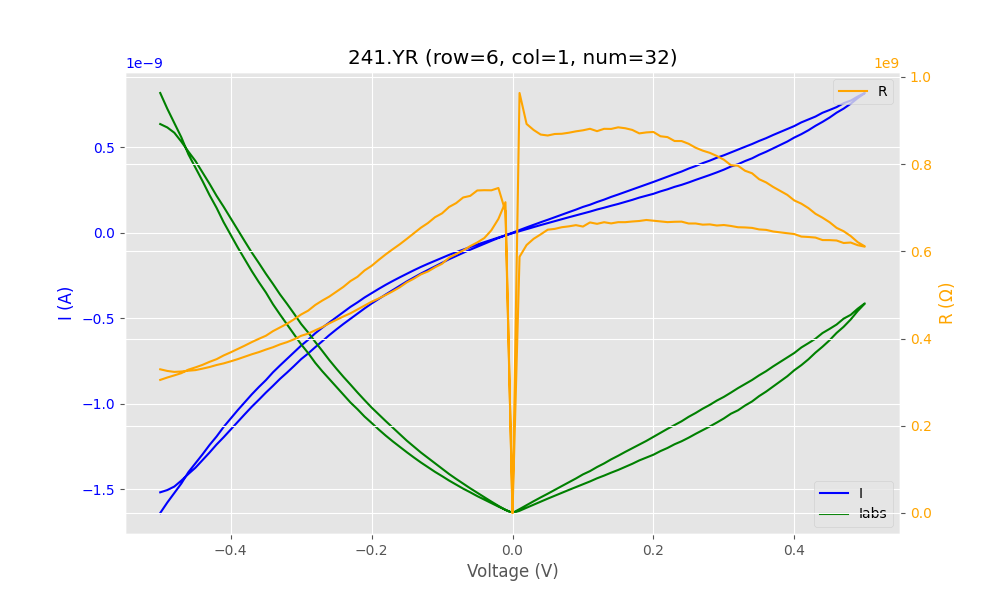 241.YR (row=6, col=1, num=32)
1e−9
1e9
R
1.0
0.8
0.6
0.4
0.2
0.0
0.5
0.0
−0.5
−1.0
−1.5
I (A)
R (Ω)
I
Iabs
−0.4
−0.2
0.0
0.2
0.4
Voltage (V)